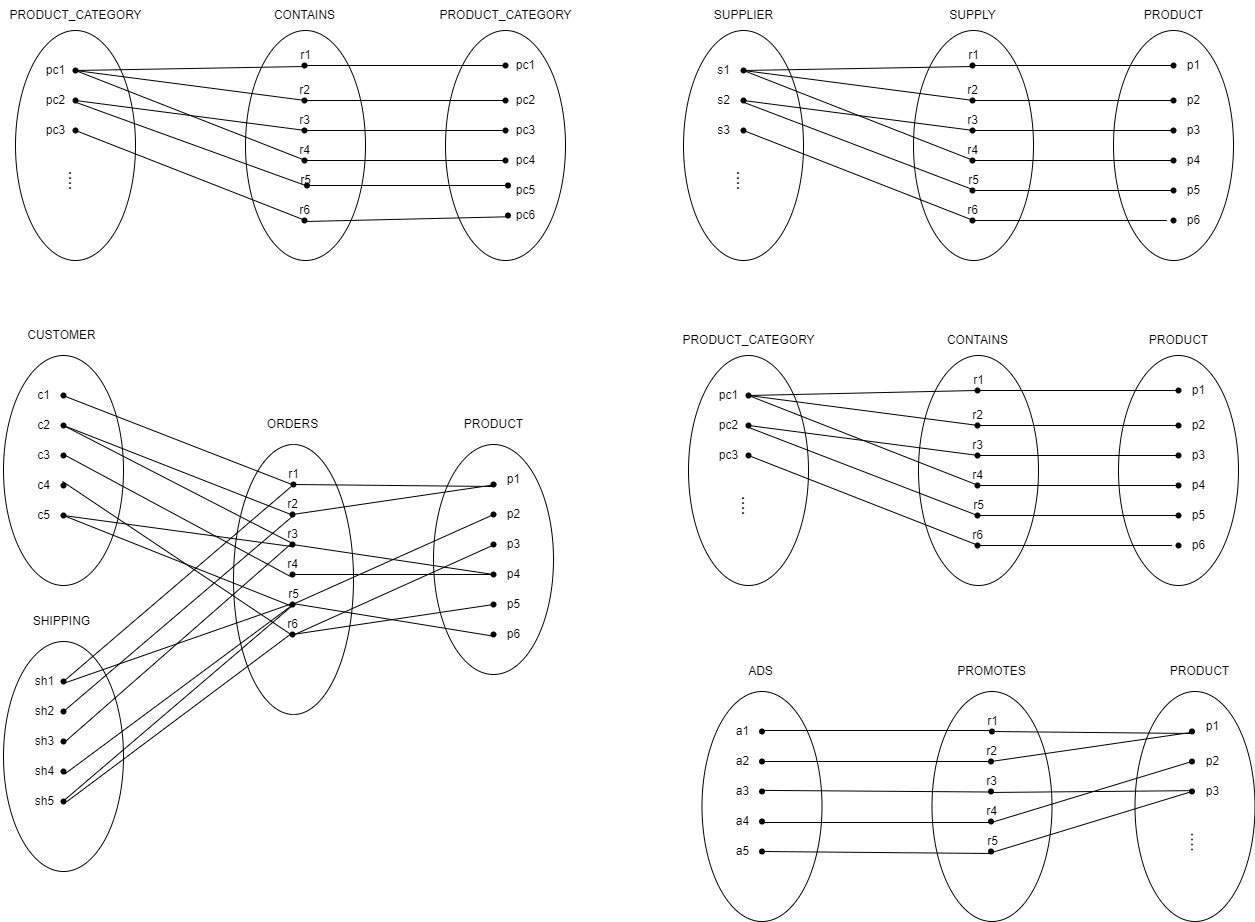 PRODUCT_CATEGORY CONTAINS PRODUCT_CATEGORY
r1
pc1 pc1
r2
pc2 pc2
r3
pc3 pc3
r4
pc4
r5
pc5
r6
pc6
SUPPLIER SUPPLY PRODUCT
r1
s1 p1
r2
s2 p2
r3
s3 p3
r4
p4
r5
p5
r6
p6
CUSTOMER
c1
c2
c3
c4
c5
SHIPPING
sh1
sh2
sh3
sh4
sh5
ORDERS PRODUCT
r1 p1
r2 p2
r3 p3
r4 p4
r5 p5
r6 p6
PRODUCT_CATEGORY CONTAINS PRODUCT
r1
pc1 p1
r2
pc2 p2
r3
pc3 p3
r4
p4
r5
p5
r6
p6
ADS PROMOTES PRODUCT
a1 r1 p1
a2 r2 p2
a3 r3 p3
a4 r4
a5 r5